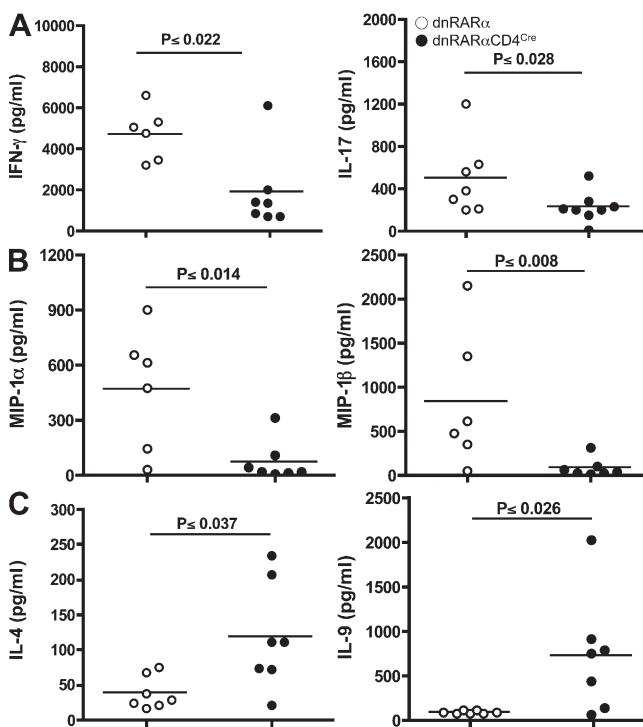 A
P≤ 0.022
IFN-γ (pg/ml)
10000
8000
6000
4000
2000
0
○ dnRARα
● dnRARαCD4Cre
P≤ 0.028
IL-17 (pg/ml)
2000
1600
1200
800
400
0
B
P≤ 0.014
MIP-1α (pg/ml)
1200
900
600
300
0
P≤ 0.008
MIP-1β (pg/ml)
2500
2000
1500
1000
500
0
C
P≤ 0.037
IL-4 (pg/ml)
300
250
200
150
100
50
0
P≤ 0.026
IL-9 (pg/ml)
2500
2000
1500
1000
500
0